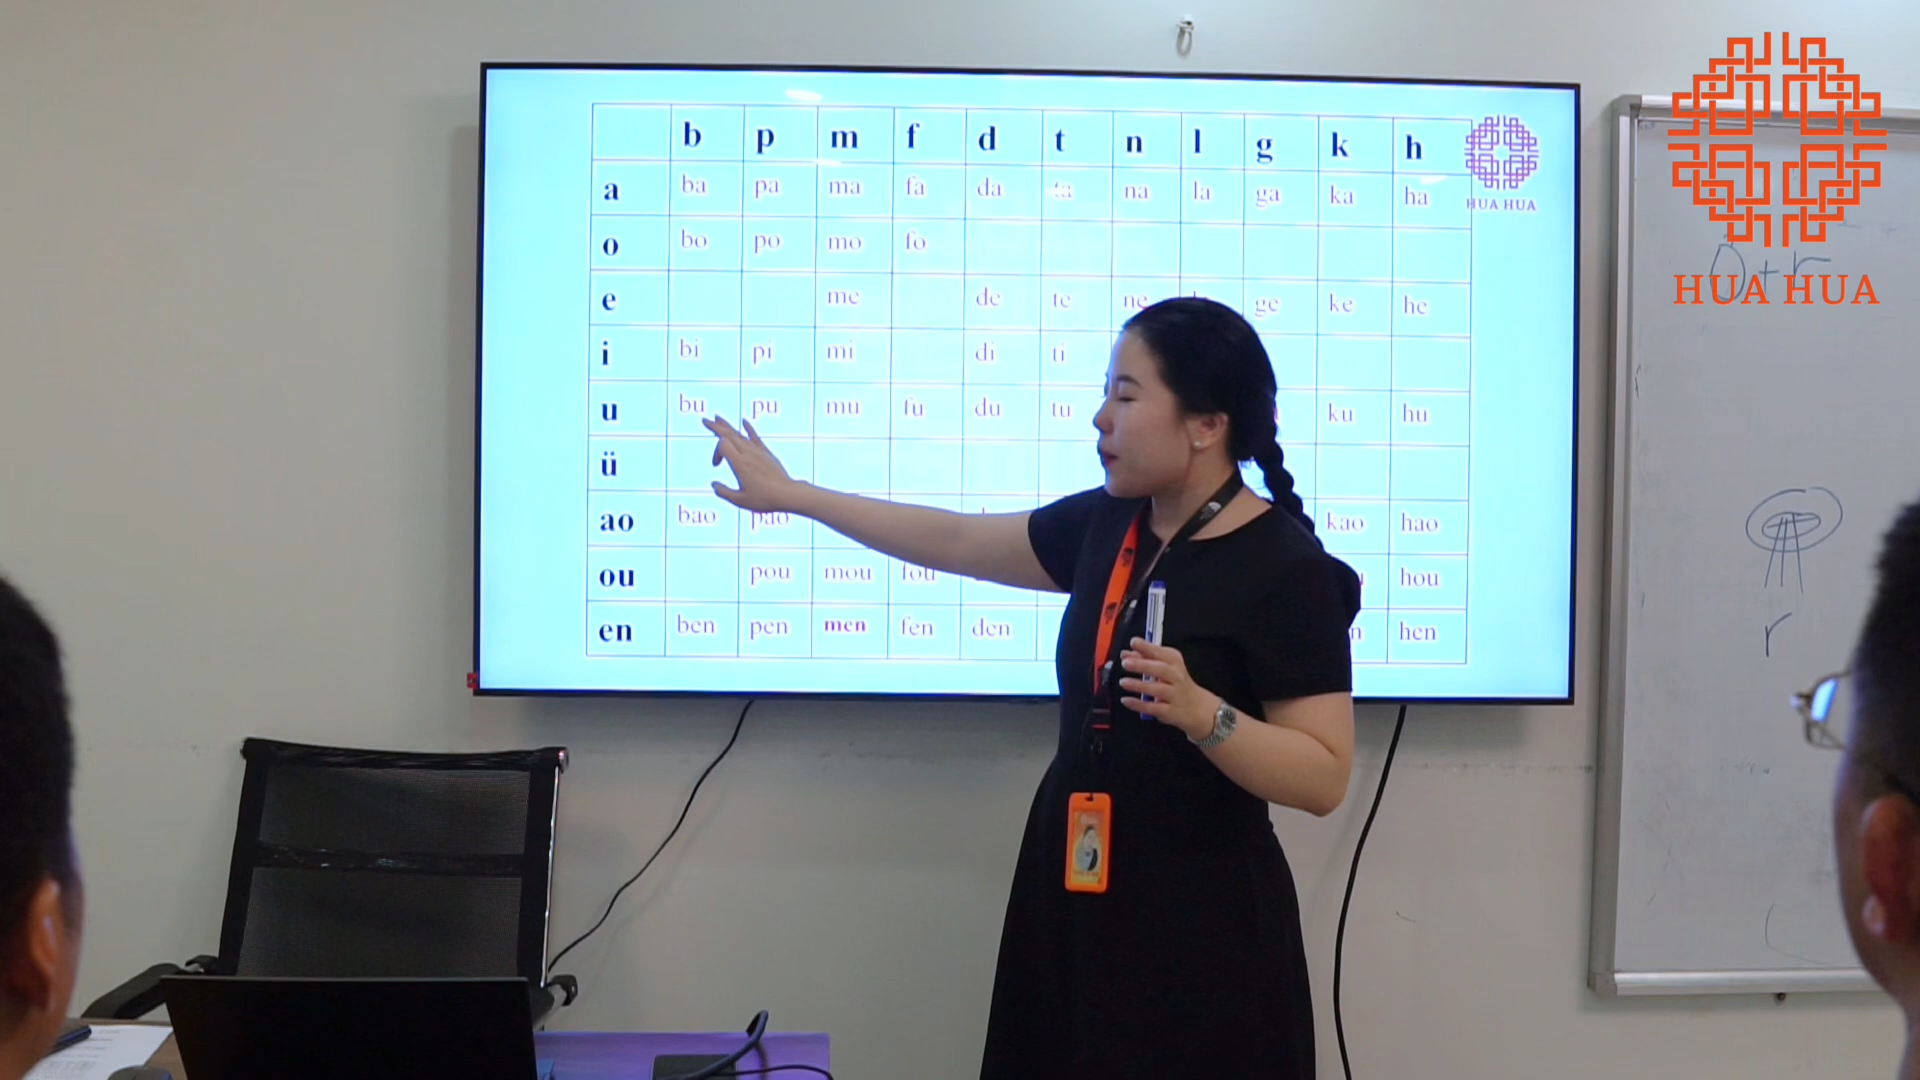 b p m f d t n l g k h
a ba pa ma fa da ta na la ga ka ha
HUA HUA
o bo po mo fo
HUA HUA
e me de te ne ge ke he
i bi pi mi di ti
u bu pu mu fu du tu ku hu
ü
ao bao pao kao hao
ou pou mou fou hou
en ben pen men fen den hen
r